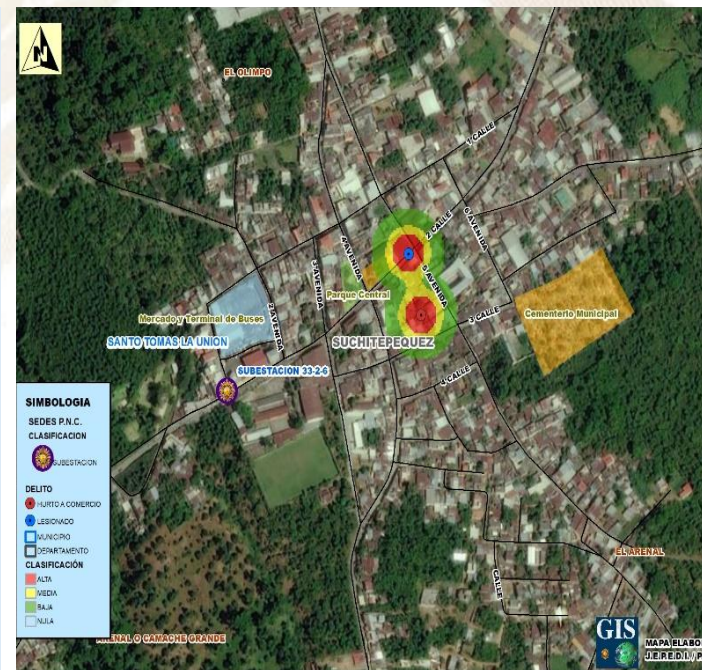 N
EL OLIMPO
1 CALLE
6 AVENIDA
2 CALLE
4 AVENIDA
5 AVENIDA
3 AVENIDA
Parque Central
2 AVENIDA
Mercado y Terminal de Buses
3 CALLE
Cementerio Municipal
SANTO TOMAS LA UNION
SUCHITEPEQUEZ
SUBESTACION 33-2-6
4 CALLE
SIMBOLOGIA
SEDES P.N.C.
CLASIFICACION
SUBESTACION
DELITO
HURTO A COMERCIO
LESIONADO
MUNICIPIO
DEPARTAMENTO
CLASIFICACIÓN
ALTA
MEDIA
BAJA
NULA
EL ARENAL
CALLE
ARENAL O CAMACHE GRANDE
GIS
MAPA ELABO
J.E.P.E.D.I. / P